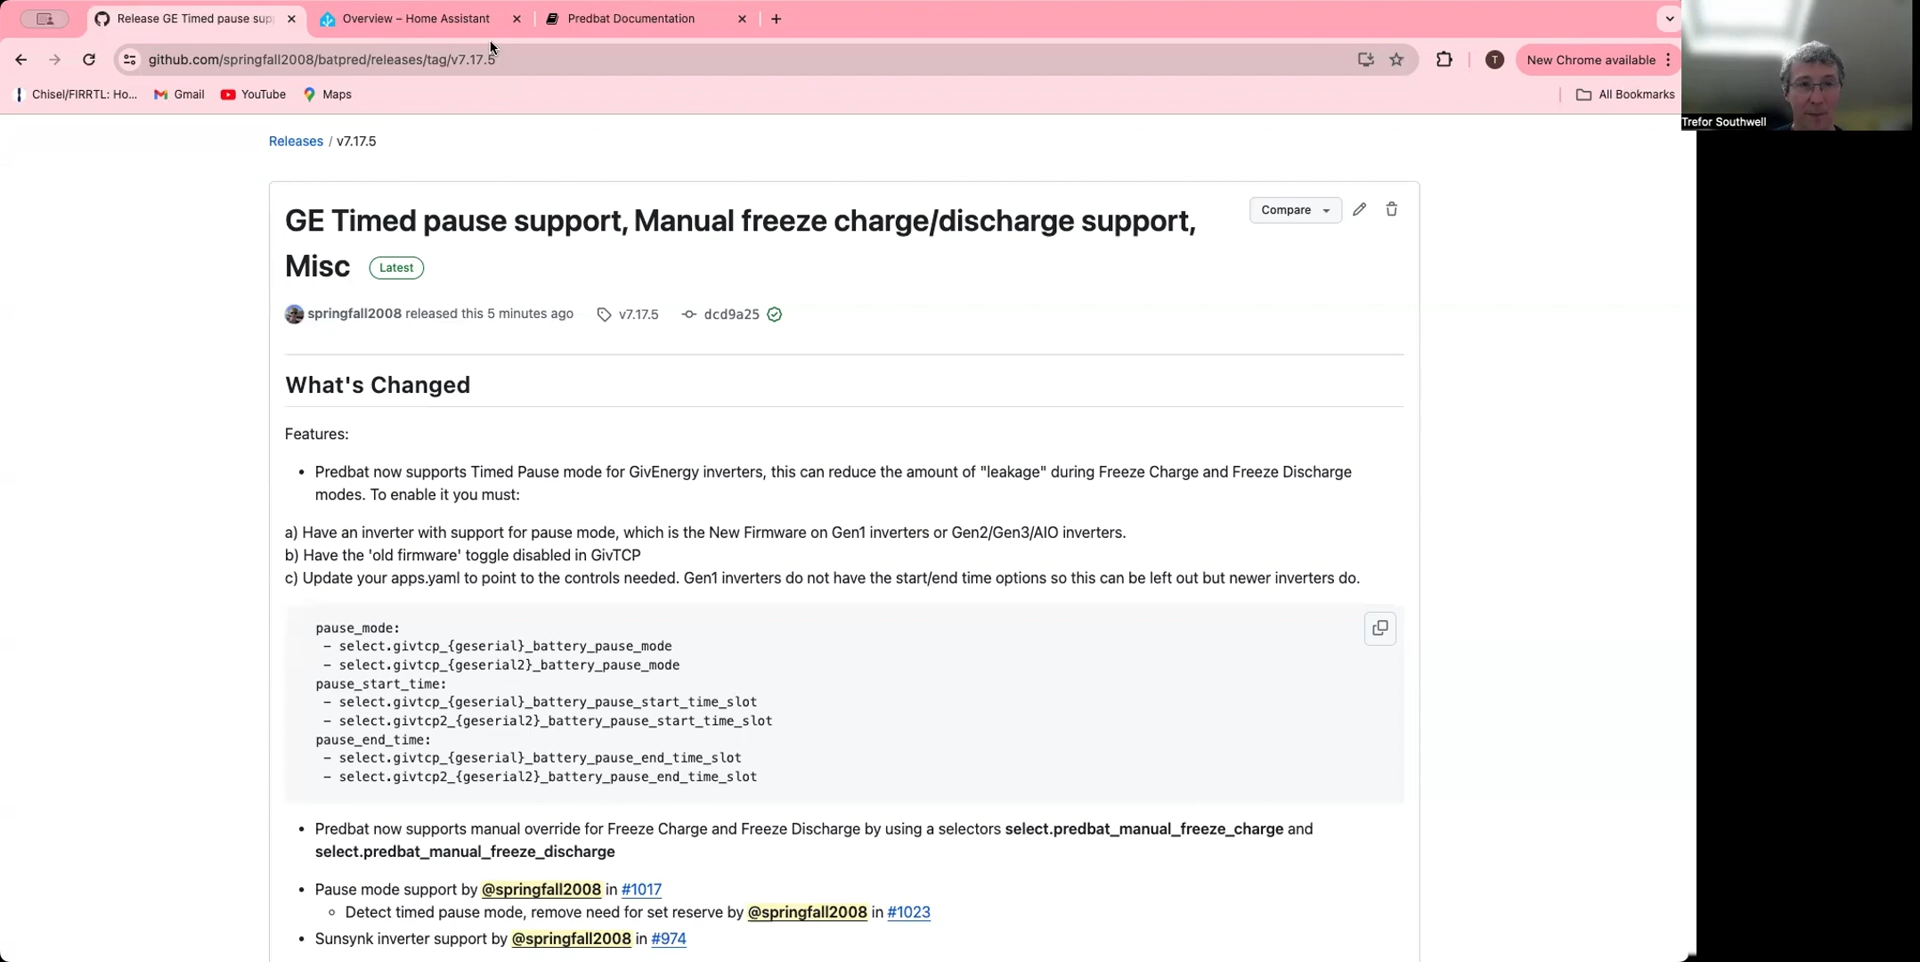 Release GE Timed pause sup
Overview – Home Assistant
Predbat Documentation
github.com/springfall2008/batpred/releases/tag/v7.17.5
T
New Chrome available
Chisel/FIRRTL: Ho...
Gmail
YouTube
Maps
All Bookmarks
Trefor Southwell
Releases / v7.17.5
GE Timed pause support, Manual freeze charge/discharge support,
Misc Latest
Compare
springfall2008 released this 5 minutes ago v7.17.5 dcd9a25
What's Changed
Features:
• Predbat now supports Timed Pause mode for GivEnergy inverters, this can reduce the amount of "leakage" during Freeze Charge and Freeze Discharge
modes. To enable it you must:
a) Have an inverter with support for pause mode, which is the New Firmware on Gen1 inverters or Gen2/Gen3/AIO inverters.
b) Have the 'old firmware' toggle disabled in GivTCP
c) Update your apps.yaml to point to the controls needed. Gen1 inverters do not have the start/end time options so this can be left out but newer inverters do.
pause_mode:
- select.givtcp_{geserial}_battery_pause_mode
- select.givtcp_{geserial2}_battery_pause_mode
pause_start_time:
- select.givtcp_{geserial}_battery_pause_start_time_slot
- select.givtcp2_{geserial2}_battery_pause_start_time_slot
pause_end_time:
- select.givtcp_{geserial}_battery_pause_end_time_slot
- select.givtcp2_{geserial2}_battery_pause_end_time_slot
• Predbat now supports manual override for Freeze Charge and Freeze Discharge by using a selectors select.predbat_manual_freeze_charge and
select.predbat_manual_freeze_discharge
• Pause mode support by @springfall2008 in #1017
◦ Detect timed pause mode, remove need for set reserve by @springfall2008 in #1023
• Sunsynk inverter support by @springfall2008 in #974